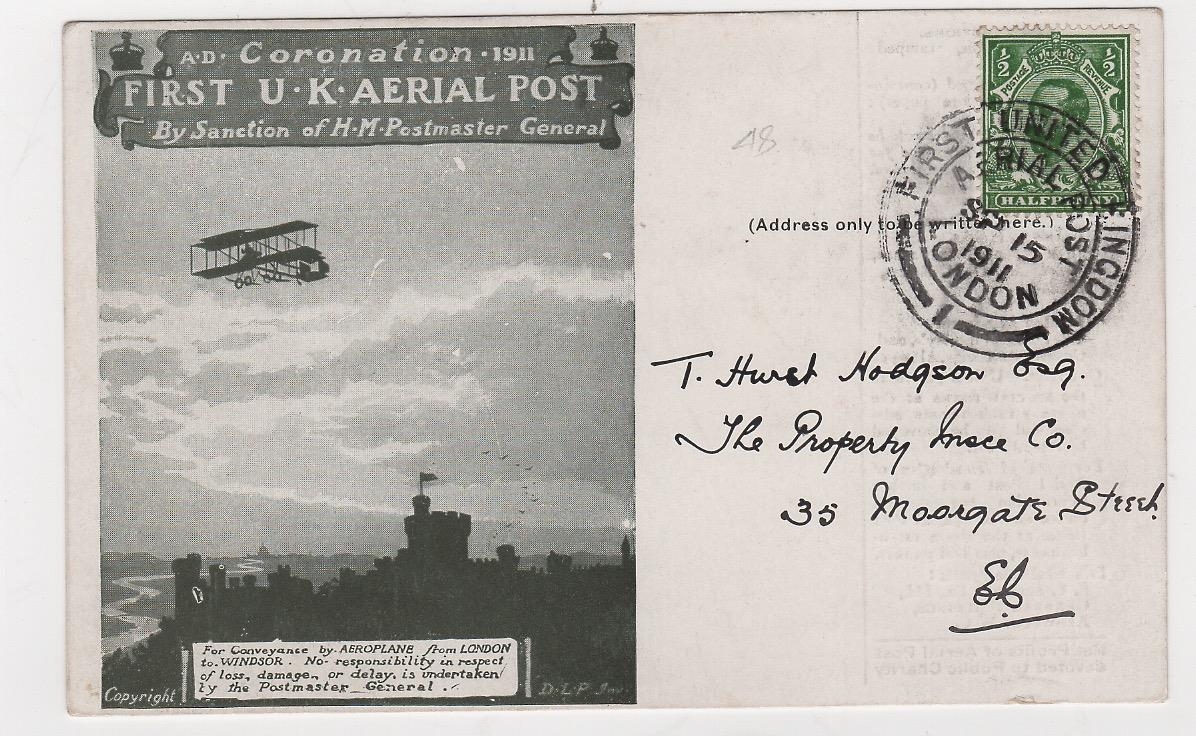 A·D· Coronation · 1911
FIRST U·K·AERIAL POST
By Sanction of H·M·Postmaster General
For Conveyance by AEROPLANE from LONDON
to WINDSOR. No responsibility in respect
of loss, damage, or delay, is undertaken
by the Postmaster General.
Copyright
D·L·P Inv.
48
½ ½
POSTAGE REVENUE
HALFPENNY
FIRST UNITED KINGDOM
AERIAL POST
SP 15
1911
LONDON
1
(Address only to be written here.)
T. Hurst Hodgson Esq.
The Property Insce Co.
35 Moorgate Street
EC